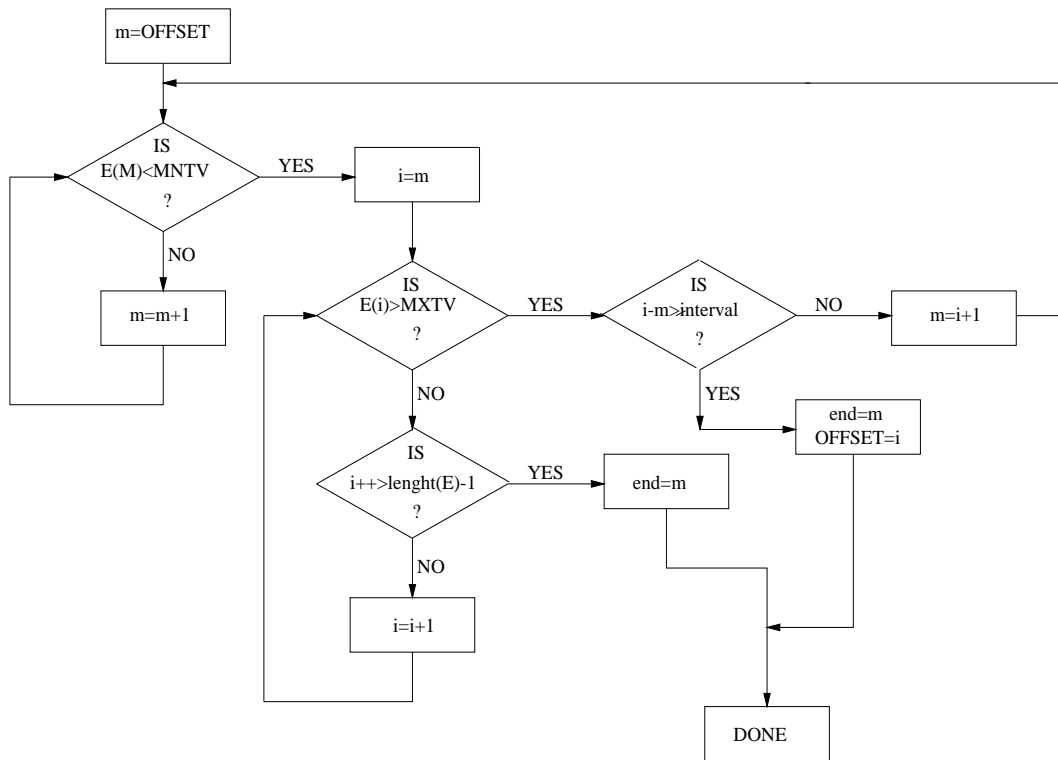 m=OFFSET
IS
E(M)<MNTV
?
YES
NO
m=m+1
i=m
IS
E(i)>MXTV
?
YES
NO
IS
i-m>interval
?
NO
YES
m=i+1
end=m
OFFSET=i
IS
i++>lenght(E)-1
?
YES
NO
end=m
i=i+1
DONE